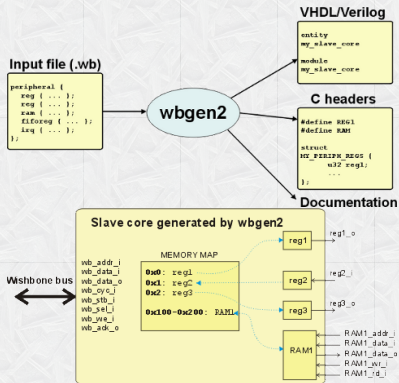 VHDL/Verilog
entity
my_slave_core
module
my_slave_core
Input file (.wb)
peripheral {
reg { ... };
reg { ... };
ram { ... };
fiforeg { ... };
irq { ... };
};
wbgen2
C headers
#define REG1
#define RAM
struct
MY_PERIPH_REGS {
u32 reg1;
...
};
Documentation
Slave core generated by wbgen2
Wishbone bus
wb_addr_i
wb_data_i
wb_data_o
wb_cyc_i
wb_stb_i
wb_sel_i
wb_we_i
wb_ack_o
MEMORY MAP
0x0: reg1
0x1: reg2
0x2: reg3
0x100-0x200: RAM1
reg1
reg1_o
reg2
reg2_i
reg3
reg3_o
RAM1
RAM1_addr_i
RAM1_data_i
RAM1_data_o
RAM1_wr_i
RAM1_rd_i